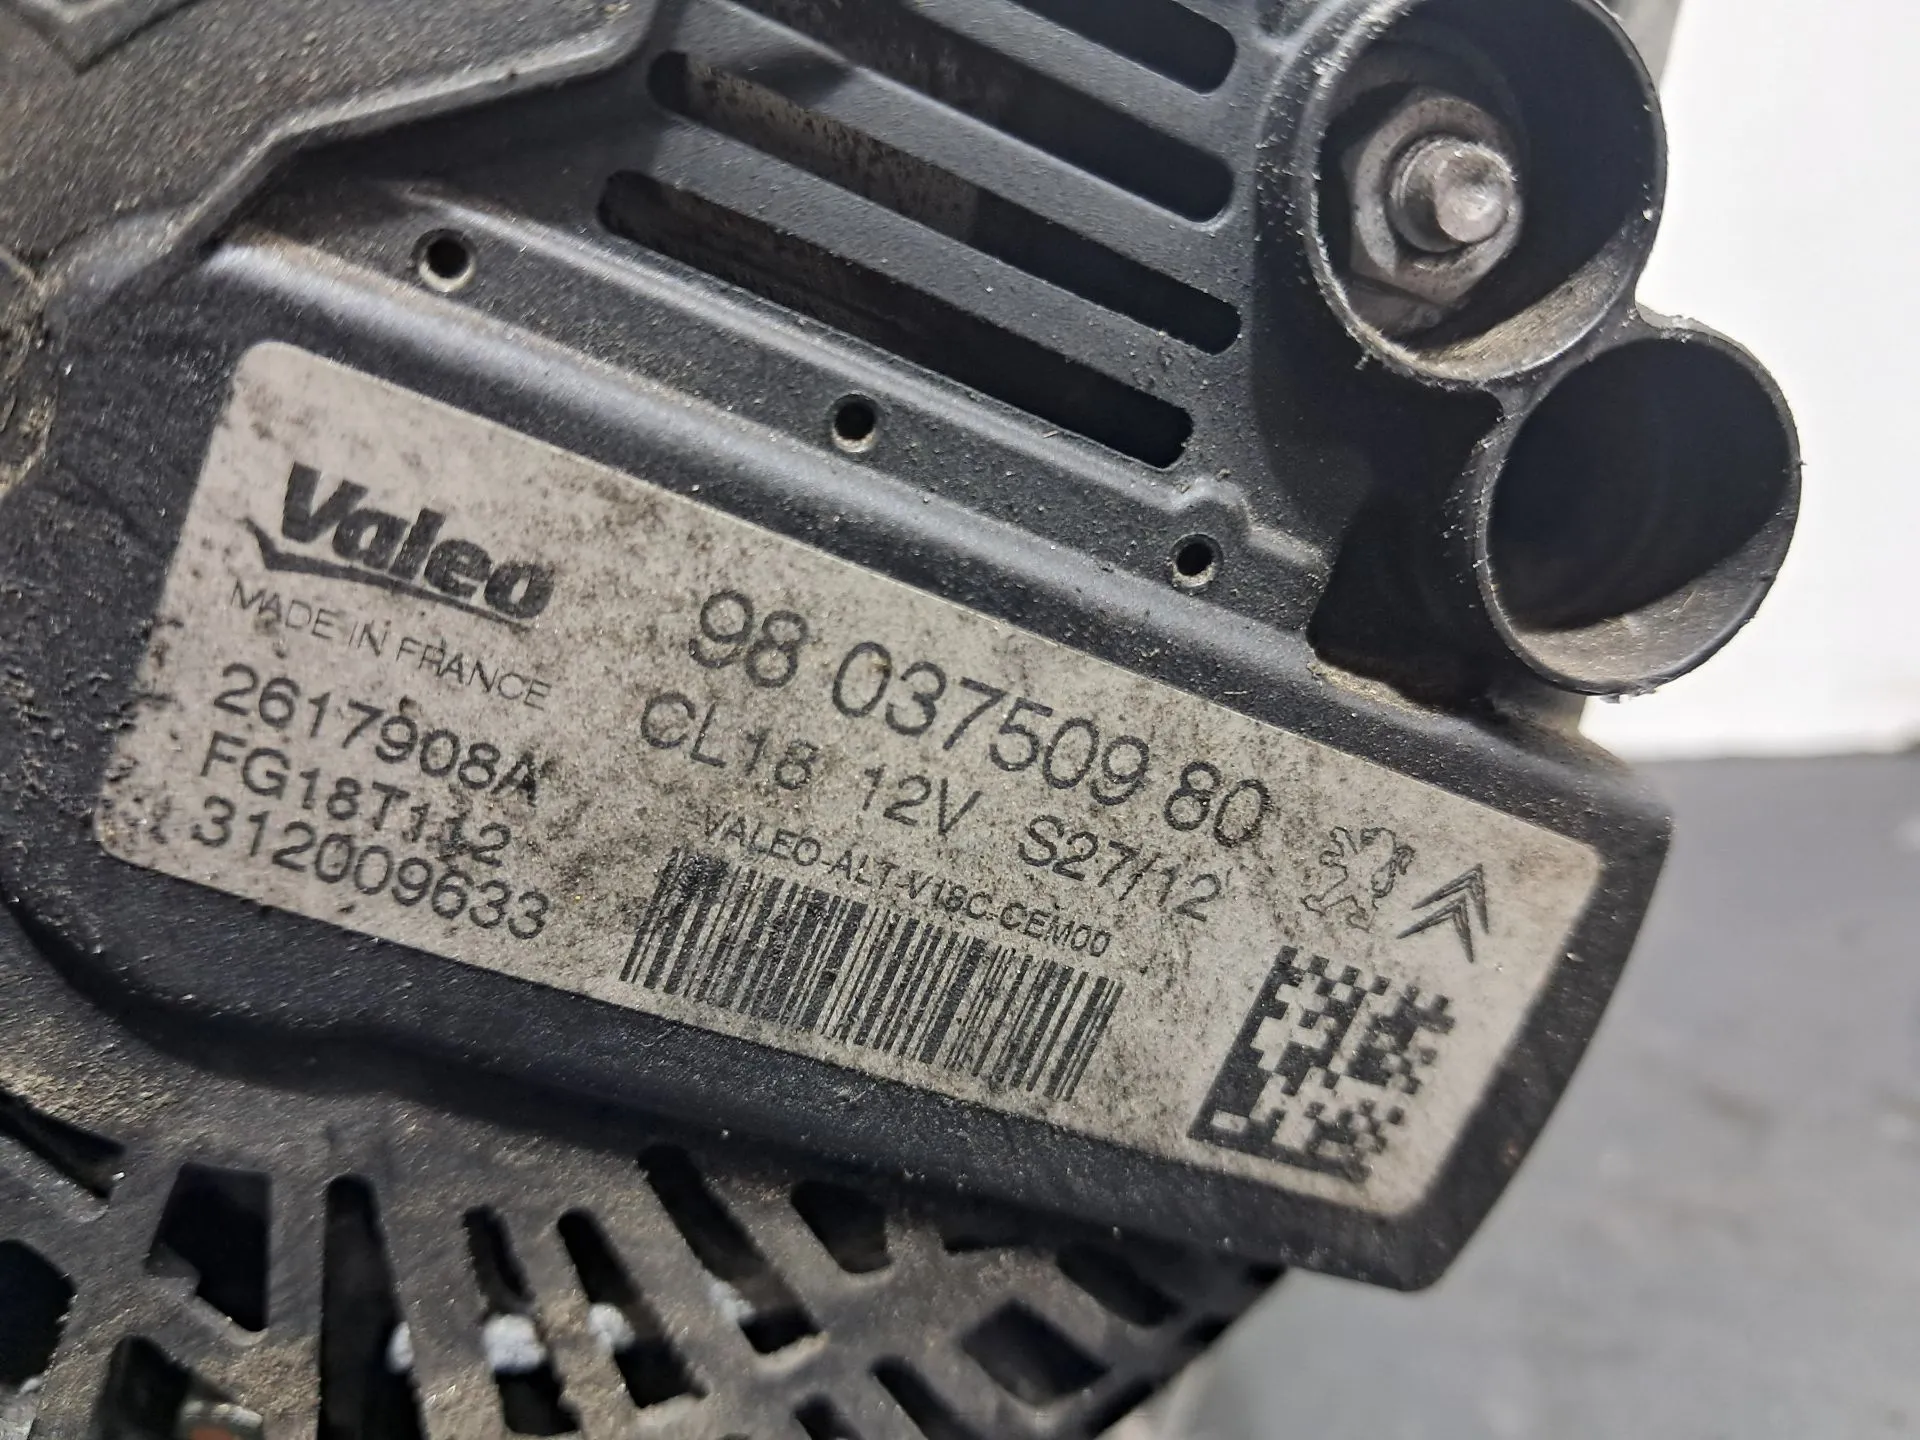 Valeo
MADE IN FRANCE
2617908A
FG18T112
312009633
98 037509 80
CL18 12V S27/12
VALEO-ALT-V18C-CEM00